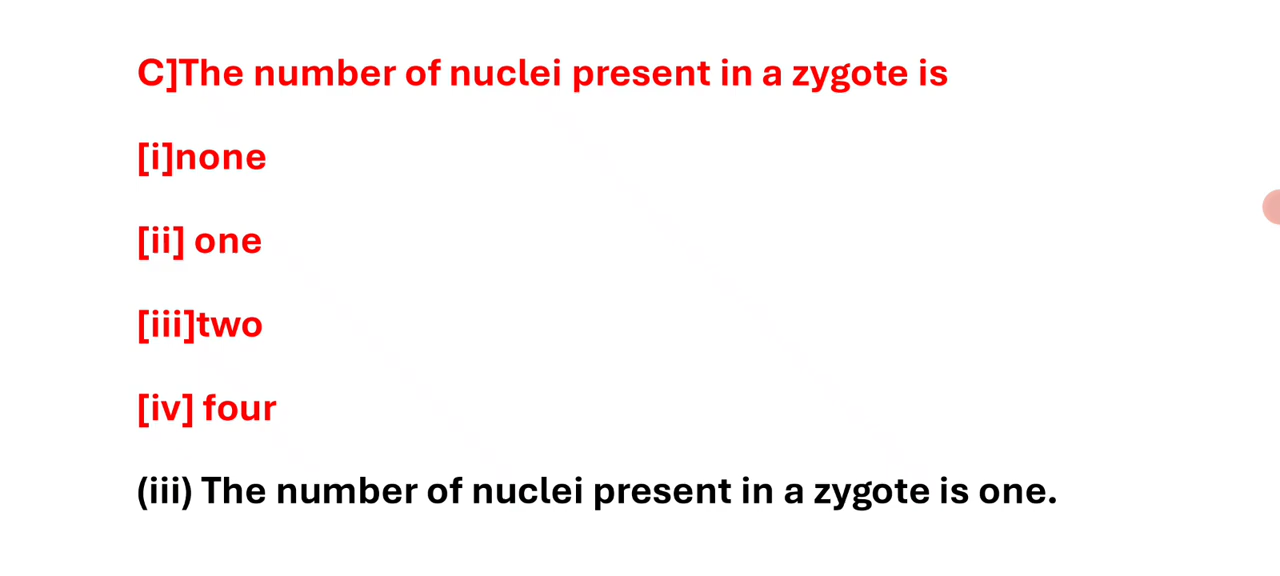 C]The number of nuclei present in a zygote is
[i]none
[ii] one
[iii]two
[iv] four
(iii) The number of nuclei present in a zygote is one.